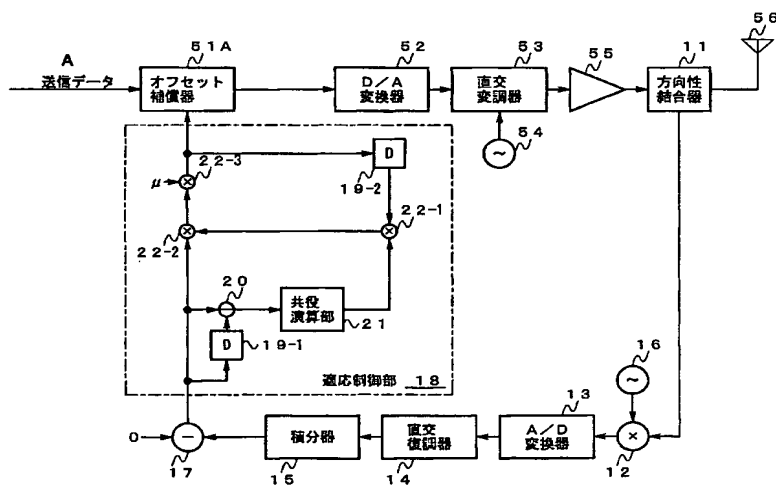 A
送信データ
51A
オフセット
補償器
52
D/A
変換器
53
直交
変調器
54
~
55
11
方向性
結合器
56
D
19-2
μ
×
22-3
×
22-2
×
22-1
20
共役
演算部
21
D
19-1
適応制御部 18
0
−
17
積分器
15
直交
復調器
14
A/D
変換器
13
16
~
×
12